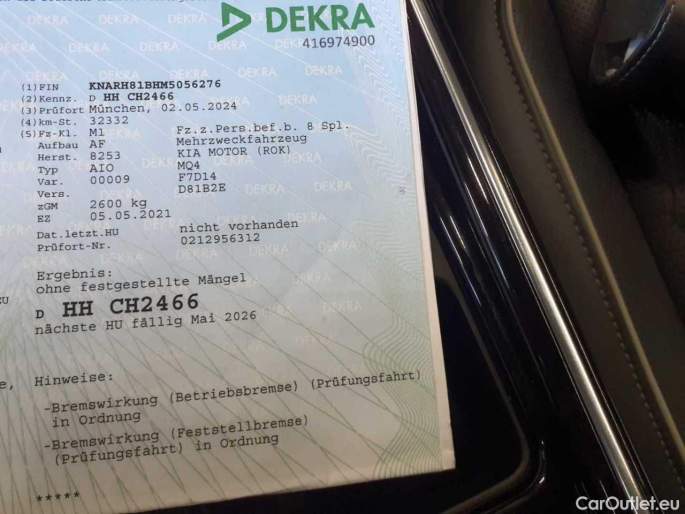 DEKRA
416974900
(1)FIN KNARH81BHM5056276
(2)Kennz. D HH CH2466
(3)Prüfort München, 02.05.2024
(4)km-St. 32332
(5)Fz-Kl. M1 Fz.z.Pers.bef.b. 8 Spl.
Aufbau AF Mehrzweckfahrzeug
Herst. 8253 KIA MOTOR (ROK)
Typ AIO MQ4
Var. 00009 F7D14
Vers. D81B2E
zGM 2600 kg
EZ 05.05.2021
Dat.letzt.HU nicht vorhanden
Prüfort-Nr. 0212956312
Ergebnis:
ohne festgestellte Mängel
D HH CH2466
nächste HU fällig Mai 2026
Hinweise:
-Bremswirkung (Betriebsbremse) (Prüfungsfahrt)
in Ordnung
-Bremswirkung (Feststellbremse)
(Prüfungsfahrt) in Ordnung
*****
CarOutlet.eu